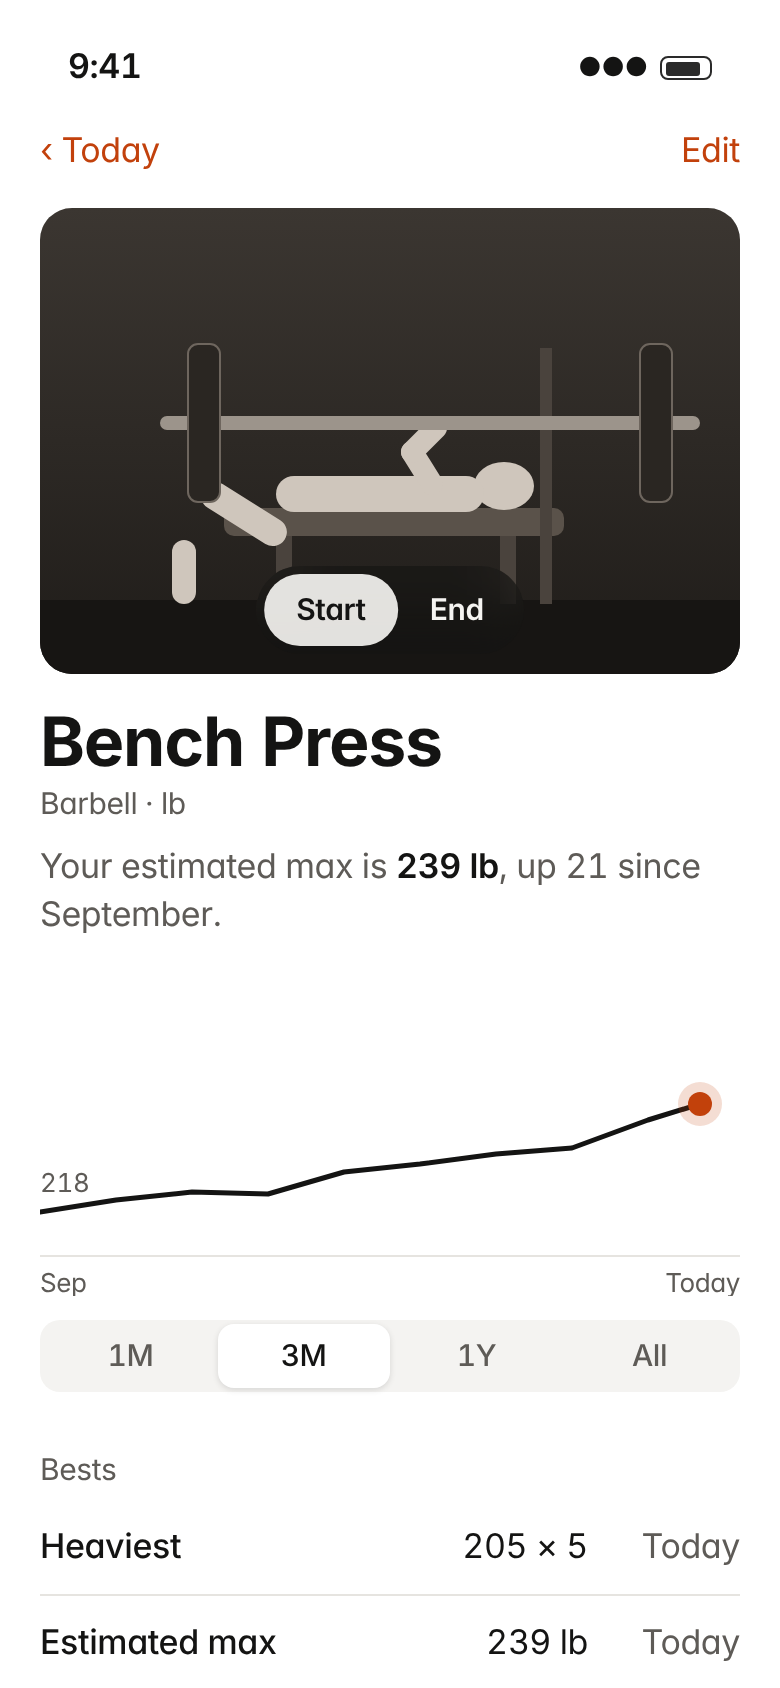 9:41
‹ Today
Edit
Start
End
Bench Press
Barbell · lb
Your estimated max is 239 lb, up 21 since
September.
218
Sep
Today
1M
3M
1Y
All
Bests
Heaviest
205 × 5
Today
Estimated max
239 lb
Today